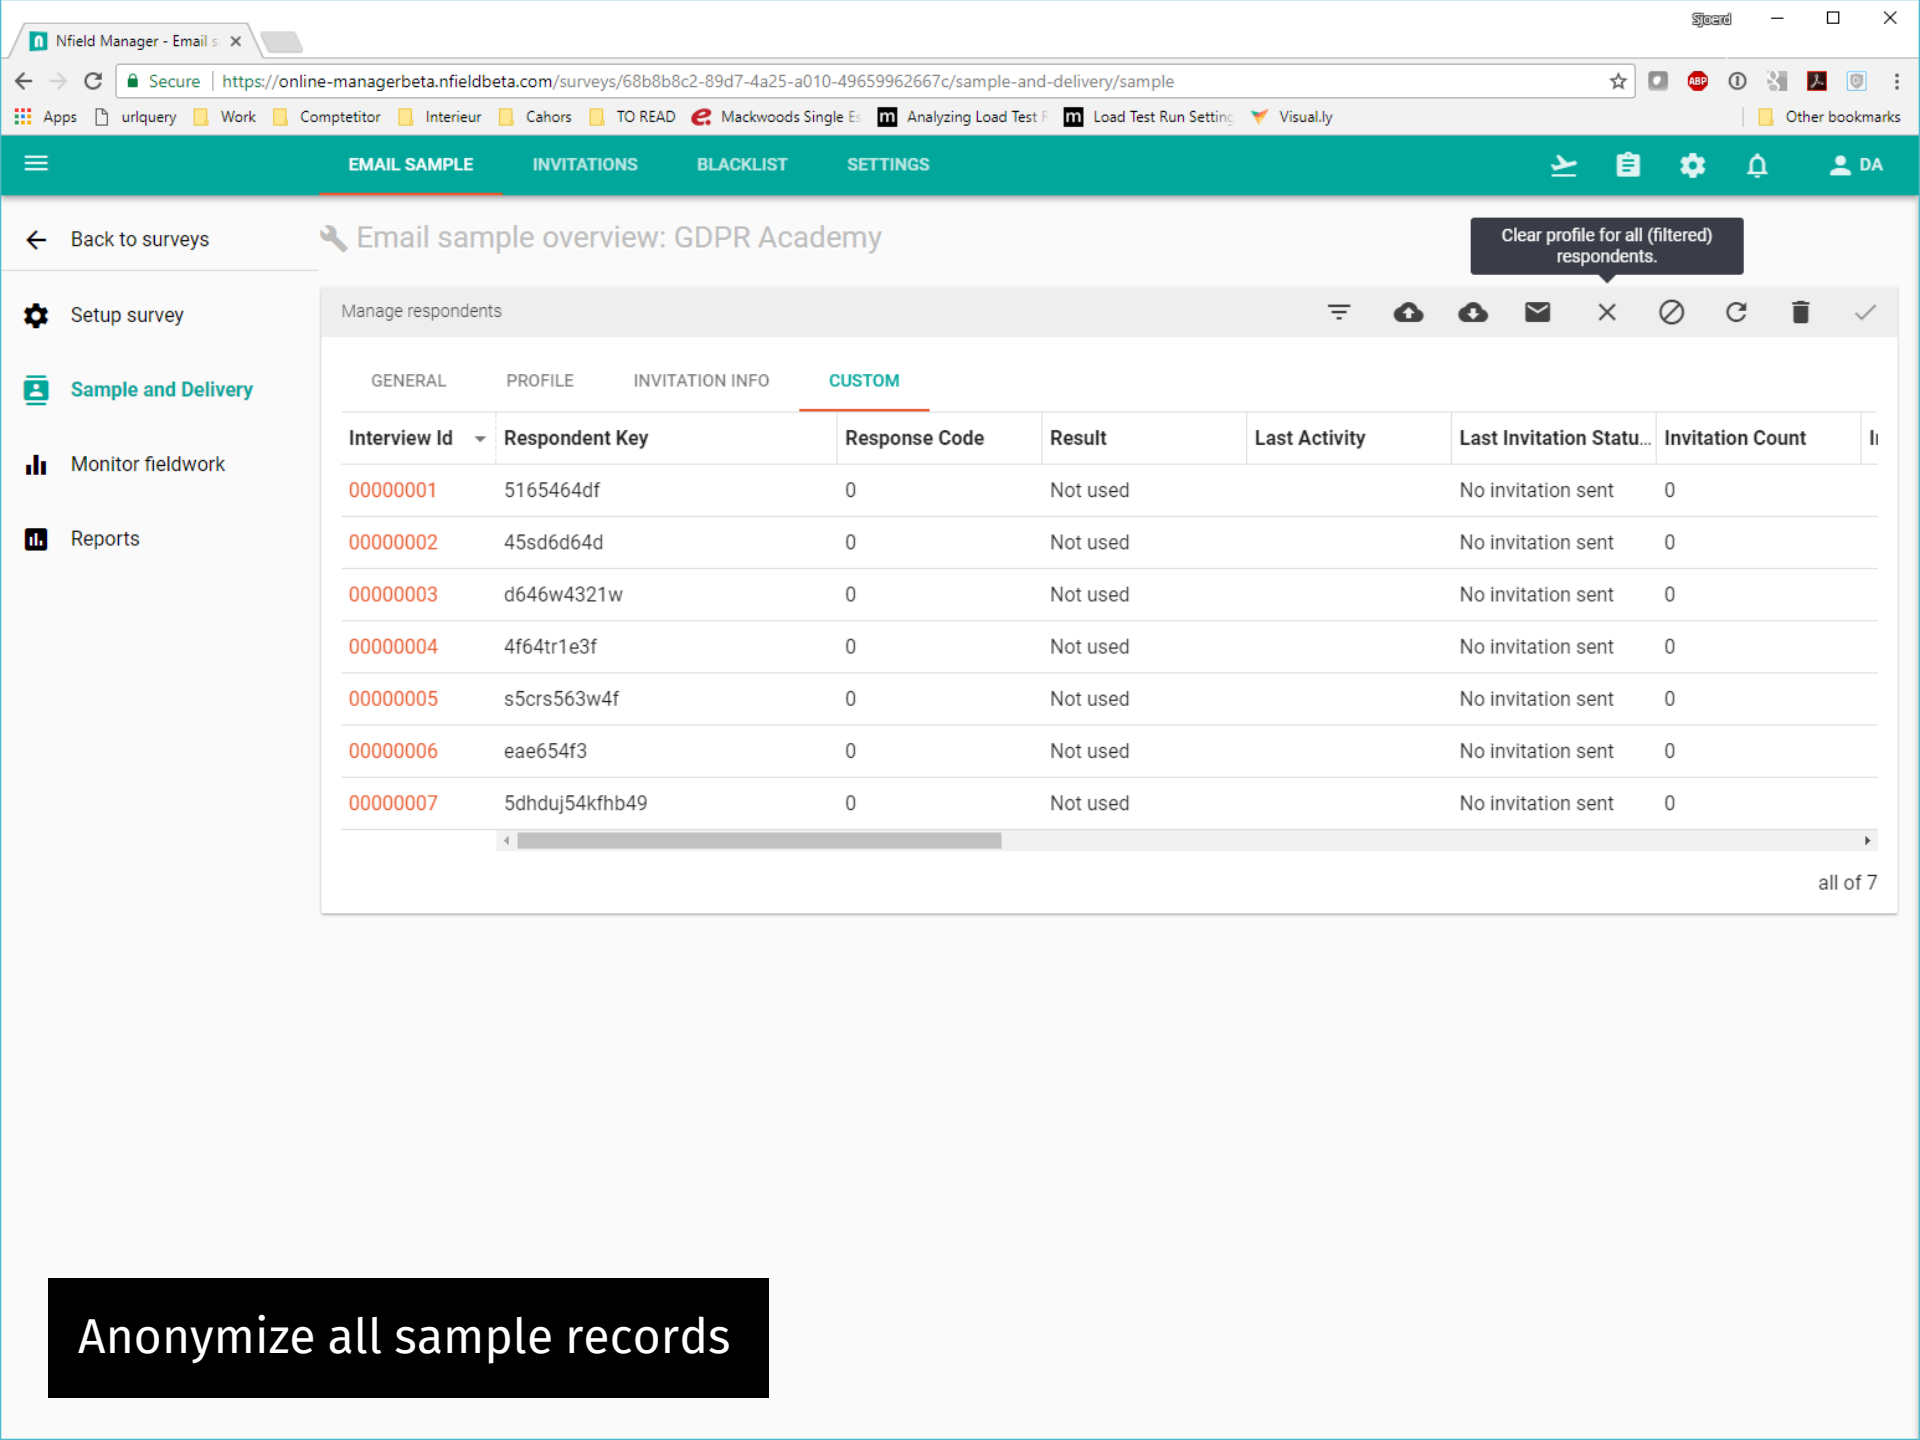 Sjoerd
Nfield Manager - Email s
Secure https://online-managerbeta.nfieldbeta.com/surveys/68b8b8c2-89d7-4a25-a010-49659962667c/sample-and-delivery/sample
ABP
Apps urlquery Work Comptetitor Interieur Cahors TO READ Mackwoods Single Es Analyzing Load Test Load Test Run Setting Visual.ly Other bookmarks
EMAIL SAMPLE INVITATIONS BLACKLIST SETTINGS DA
Back to surveys
Email sample overview: GDPR Academy
Clear profile for all (filtered)
respondents.
Setup survey
Sample and Delivery
Monitor fieldwork
Reports
Manage respondents
GENERAL PROFILE INVITATION INFO CUSTOM
Interview Id Respondent Key Response Code Result Last Activity Last Invitation Statu... Invitation Count
00000001 5165464df 0 Not used No invitation sent 0
00000002 45sd6d64d 0 Not used No invitation sent 0
00000003 d646w4321w 0 Not used No invitation sent 0
00000004 4f64tr1e3f 0 Not used No invitation sent 0
00000005 s5crs563w4f 0 Not used No invitation sent 0
00000006 eae654f3 0 Not used No invitation sent 0
00000007 5dhduj54kfhb49 0 Not used No invitation sent 0
all of 7
Anonymize all sample records